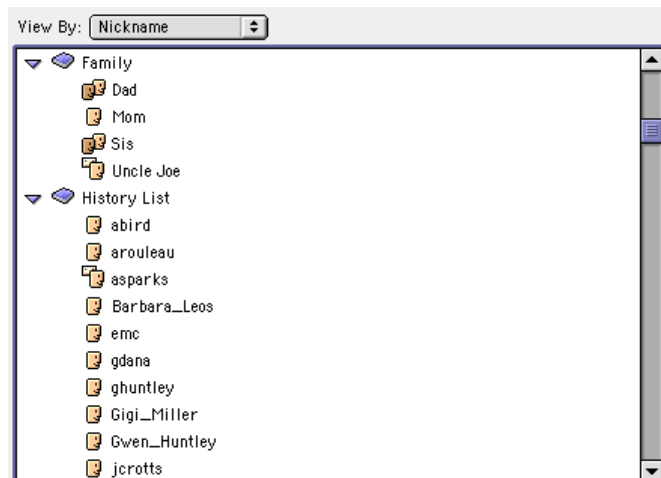 View By: Nickname
Family
Dad
Mom
Sis
Uncle Joe
History List
abird
arouleau
asparks
Barbara_Leos
emc
gdana
ghuntley
Gigi_Miller
Gwen_Huntley
jcrotts